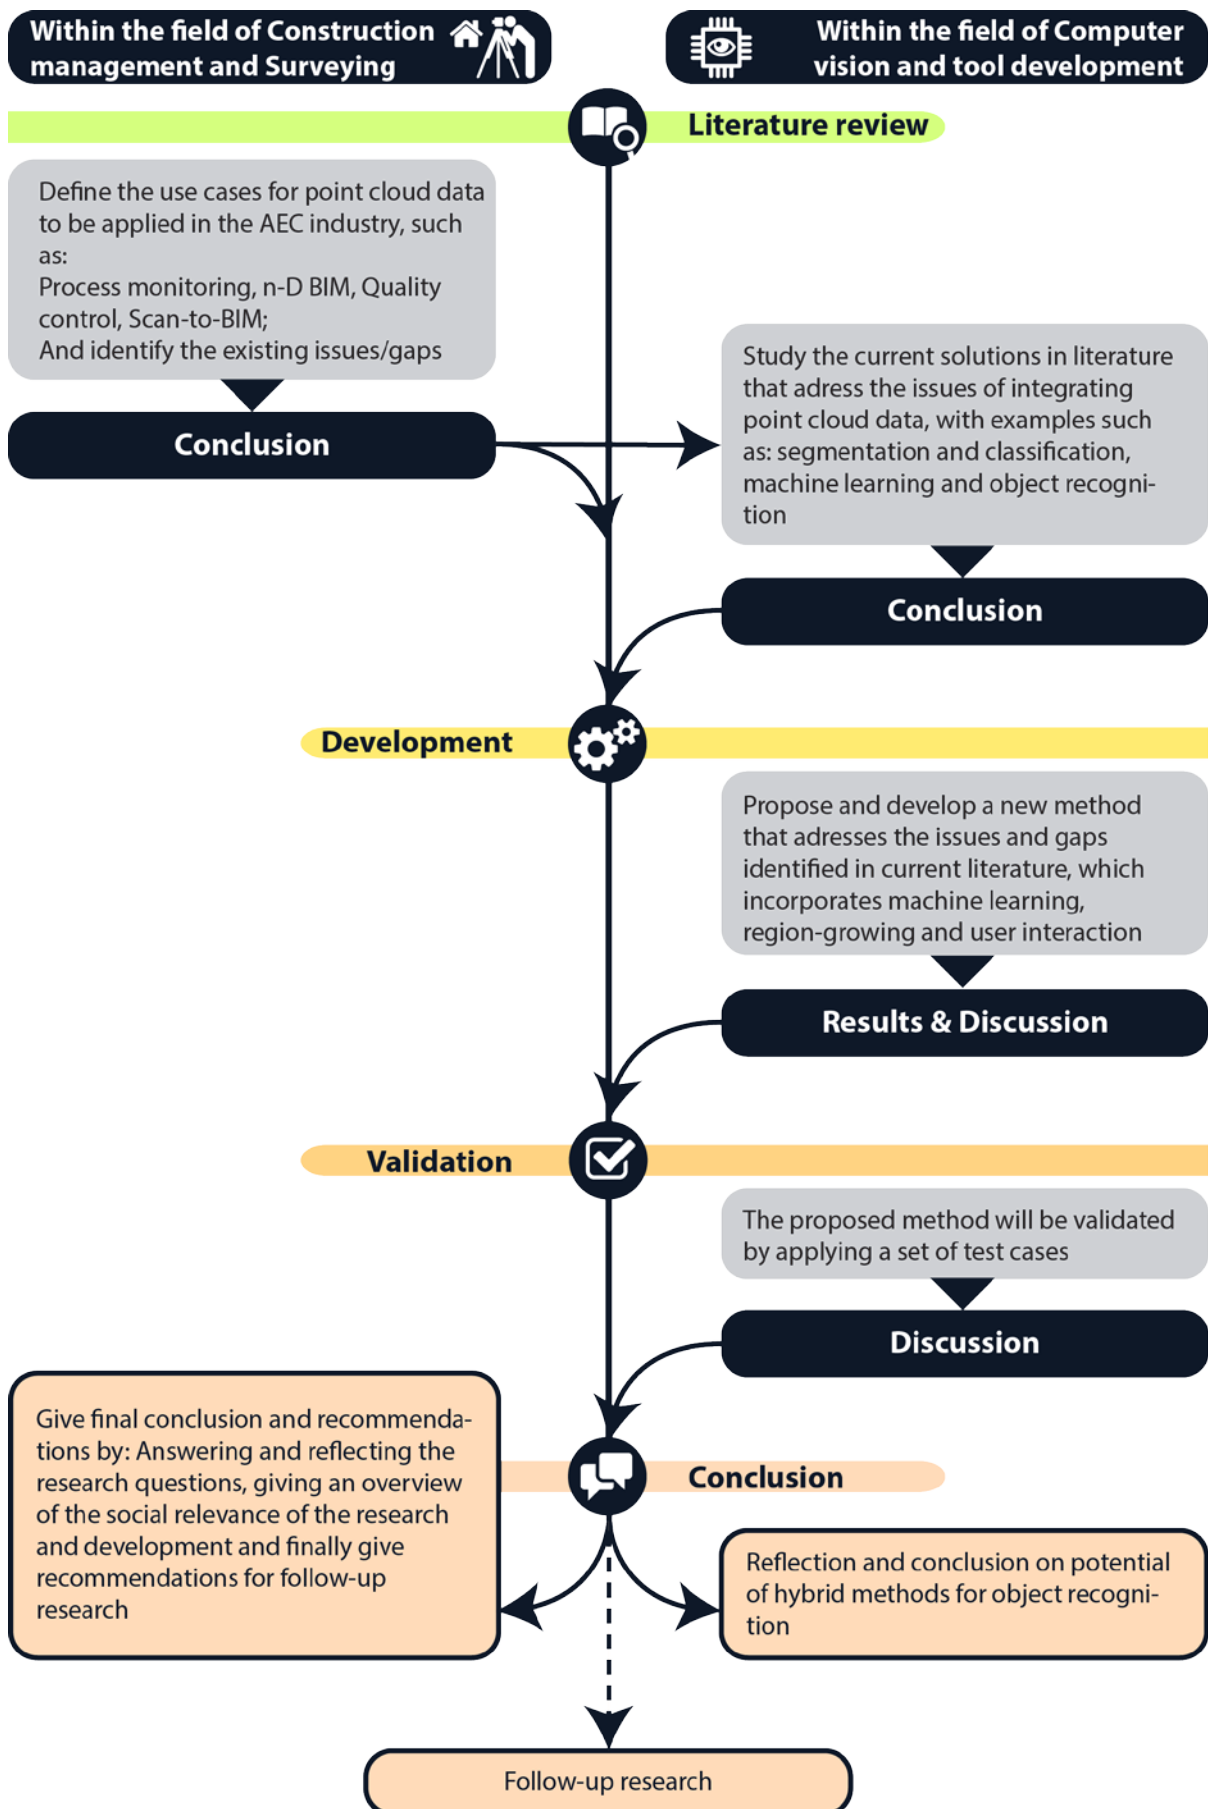 Within the field of Construction
management and Surveying
Within the field of Computer
vision and tool development
Literature review
Define the use cases for point cloud data
to be applied in the AEC industry, such
as:
Process monitoring, n-D BIM, Quality
control, Scan-to-BIM;
And identify the existing issues/gaps
Conclusion
Study the current solutions in literature
that adress the issues of integrating
point cloud data, with examples such
as: segmentation and classification,
machine learning and object recogni-
tion
Conclusion
Development
Propose and develop a new method
that adresses the issues and gaps
identified in current literature, which
incorporates machine learning,
region-growing and user interaction
Results & Discussion
Validation
The proposed method will be validated
by applying a set of test cases
Discussion
Conclusion
Give final conclusion and recommenda-
tions by: Answering and reflecting the
research questions, giving an overview
of the social relevance of the research
and development and finally give
recommendations for follow-up
research
Reflection and conclusion on potential
of hybrid methods for object recogni-
tion
Follow-up research